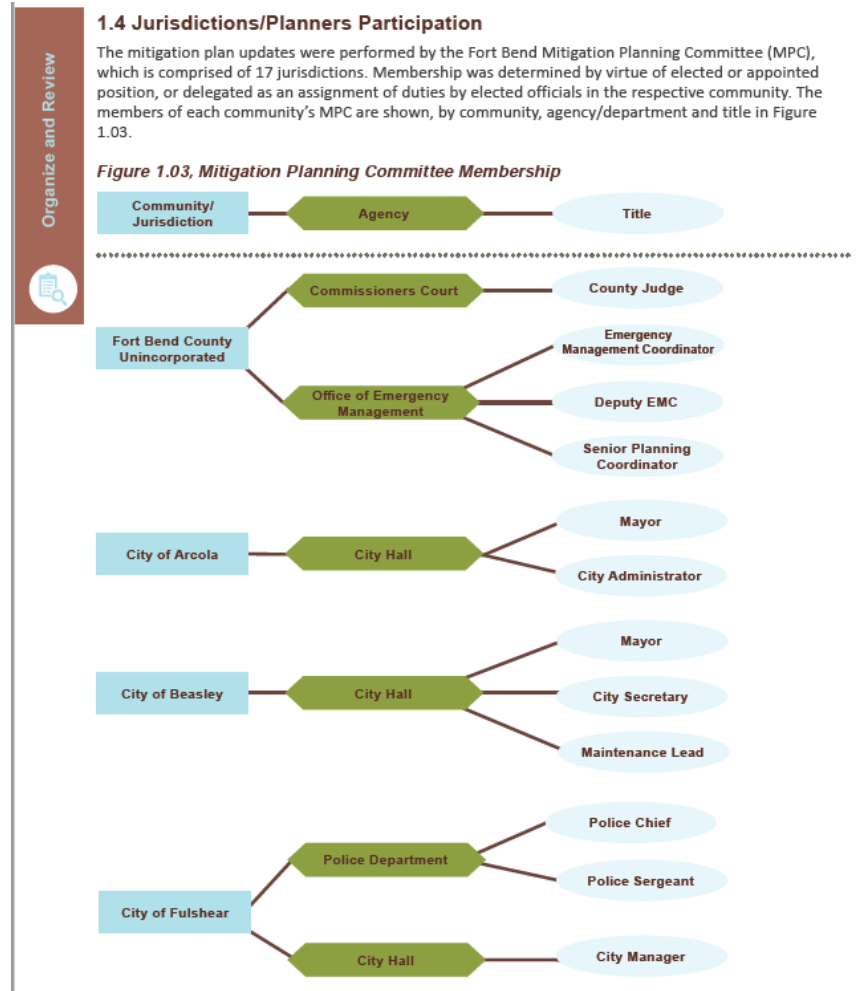 Organize and Review
1.4 Jurisdictions/Planners Participation
The mitigation plan updates were performed by the Fort Bend Mitigation Planning Committee (MPC),
which is comprised of 17 jurisdictions. Membership was determined by virtue of elected or appointed
position, or delegated as an assignment of duties by elected officials in the respective community. The
members of each community's MPC are shown, by community, agency/department and title in Figure
1.03.
Figure 1.03, Mitigation Planning Committee Membership
Community/
Jurisdiction
Agency
Title
Fort Bend County
Unincorporated
Commissioners Court
County Judge
Office of Emergency
Management
Emergency
Management Coordinator
Deputy EMC
Senior Planning
Coordinator
City of Arcola
City Hall
Mayor
City Administrator
City of Beasley
City Hall
Mayor
City Secretary
Maintenance Lead
City of Fulshear
Police Department
Police Chief
Police Sergeant
City Hall
City Manager